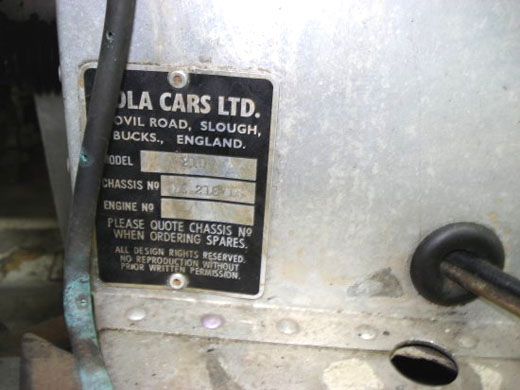 OLA CARS LTD.
OVIL ROAD, SLOUGH,
BUCKS., ENGLAND.
MODEL
CHASSIS Nº
ENGINE Nº
PLEASE QUOTE CHASSIS Nº
WHEN ORDERING SPARES.
ALL DESIGN RIGHTS RESERVED.
NO REPRODUCTION WITHOUT
PRIOR WRITTEN PERMISSION.